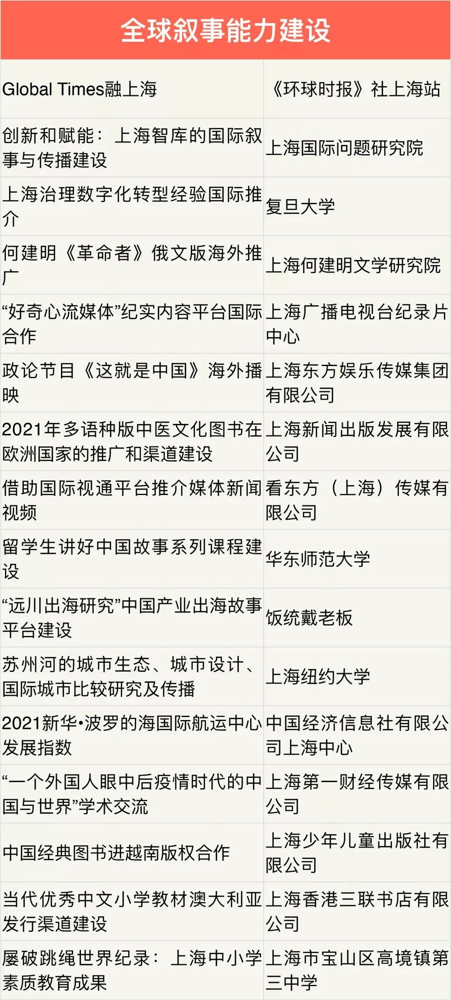 全球叙事能力建设
Global Times融上海
《环球时报》社上海站
创新和赋能：上海智库的国际叙
事与传播建设
上海国际问题研究院
上海治理数字化转型经验国际推
介
复旦大学
何建明《革命者》俄文版海外推
广
上海何建明文学研究院
“好奇心流媒体”纪实内容平台国际
合作
上海广播电视台纪录片
中心
政论节目《这就是中国》海外播
映
上海东方娱乐传媒集团
有限公司
2021年多语种版中医文化图书在
欧洲国家的推广和渠道建设
上海新闻出版发展有限
公司
借助国际视通平台推介媒体新闻
视频
看东方（上海）传媒有
限公司
留学生讲好中国故事系列课程建
设
华东师范大学
“远川出海研究”中国产业出海故事
平台建设
饭统戴老板
苏州河的城市生态、城市设计、
国际城市比较研究及传播
上海纽约大学
2021新华•波罗的海国际航运中心
发展指数
中国经济信息社有限公
司上海中心
“一个外国人眼中后疫情时代的中
国与世界”学术交流
上海第一财经传媒有限
公司
中国经典图书进越南版权合作
上海少年儿童出版社有
限公司
当代优秀中文小学教材澳大利亚
发行渠道建设
上海香港三联书店有限
公司
屡破跳绳世界纪录：上海中小学
素质教育成果
上海市宝山区高境镇第
三中学